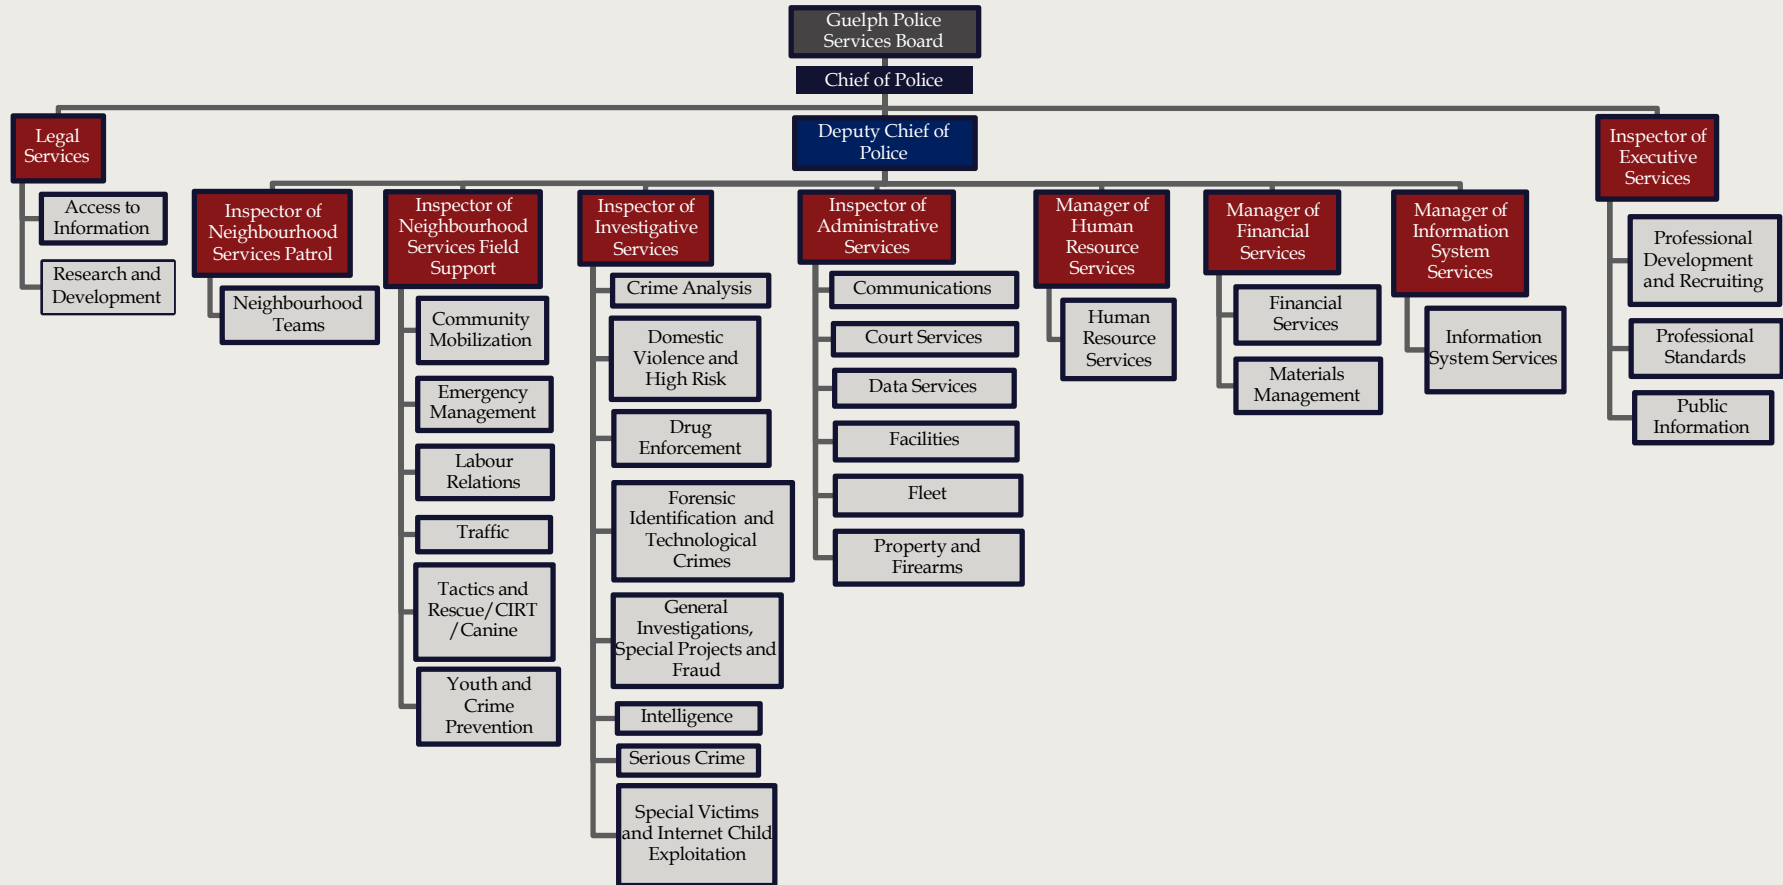 Guelph Police
Services Board
Chief of Police
Legal
Services
Deputy Chief of
Police
Inspector of
Executive
Services
Access to
Information
Research and
Development
Inspector of
Neighbourhood
Services Patrol
Neighbourhood
Teams
Inspector of
Neighbourhood
Services Field
Support
Community
Mobilization
Emergency
Management
Labour
Relations
Traffic
Tactics and
Rescue/CIRT
/Canine
Youth and
Crime
Prevention
Inspector of
Investigative
Services
Crime Analysis
Domestic
Violence and
High Risk
Drug
Enforcement
Forensic
Identification and
Technological
Crimes
General
Investigations,
Special Projects and
Fraud
Intelligence
Serious Crime
Special Victims
and Internet Child
Exploitation
Inspector of
Administrative
Services
Communications
Court Services
Data Services
Facilities
Fleet
Property and
Firearms
Manager of
Human
Resource
Services
Human
Resource
Services
Manager of
Financial
Services
Financial
Services
Materials
Management
Manager of
Information
System
Services
Information
System Services
Professional
Development
and Recruiting
Professional
Standards
Public
Information